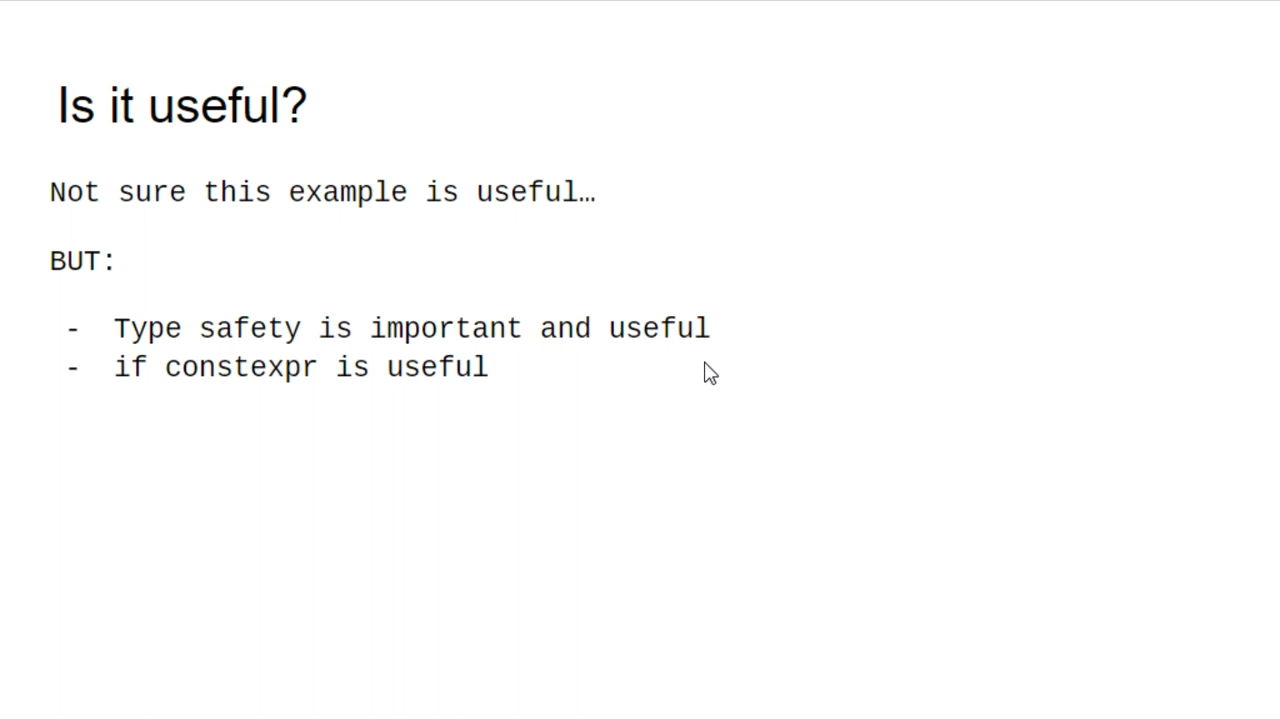 Is it useful?
Not sure this example is useful…
BUT:
- Type safety is important and useful
- if constexpr is useful